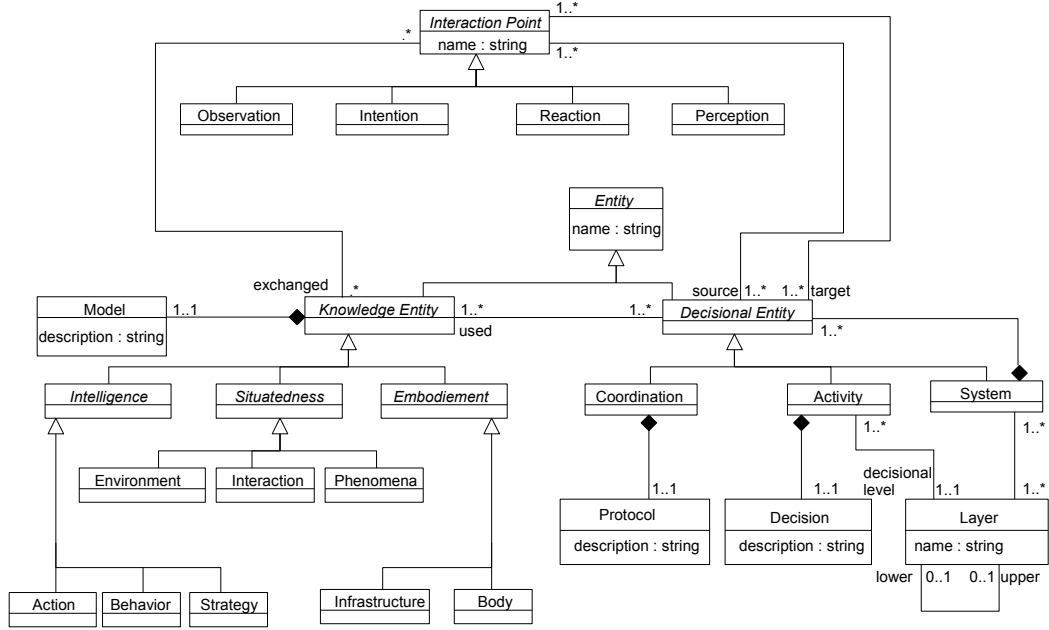 1..*
Interaction Point
.*
name : string
1..*
Observation
Intention
Reaction
Perception
Entity
name : string
exchanged
.*
source
1..*
1..*
target
Model
1..1
Knowledge Entity
1..*
1..*
Decisional Entity
description : string
used
1..*
Intelligence
Situatedness
Embodiement
Coordination
Activity
System
1..*
1..*
Environment
Interaction
Phenomena
decisional
level
1..1
1..1
1..1
1..*
Protocol
Decision
Layer
description : string
description : string
name : string
lower
0..1
0..1
upper
Action
Behavior
Strategy
Infrastructure
Body